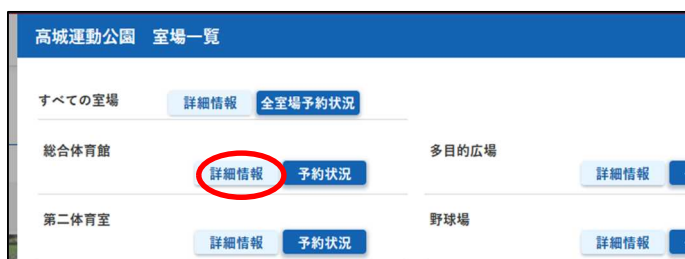 高城運動公園　室場一覧
すべての室場 詳細情報 全室場予約状況
総合体育館 多目的広場
詳細情報 予約状況 詳細情報
第二体育室 野球場
詳細情報 予約状況 詳細情報